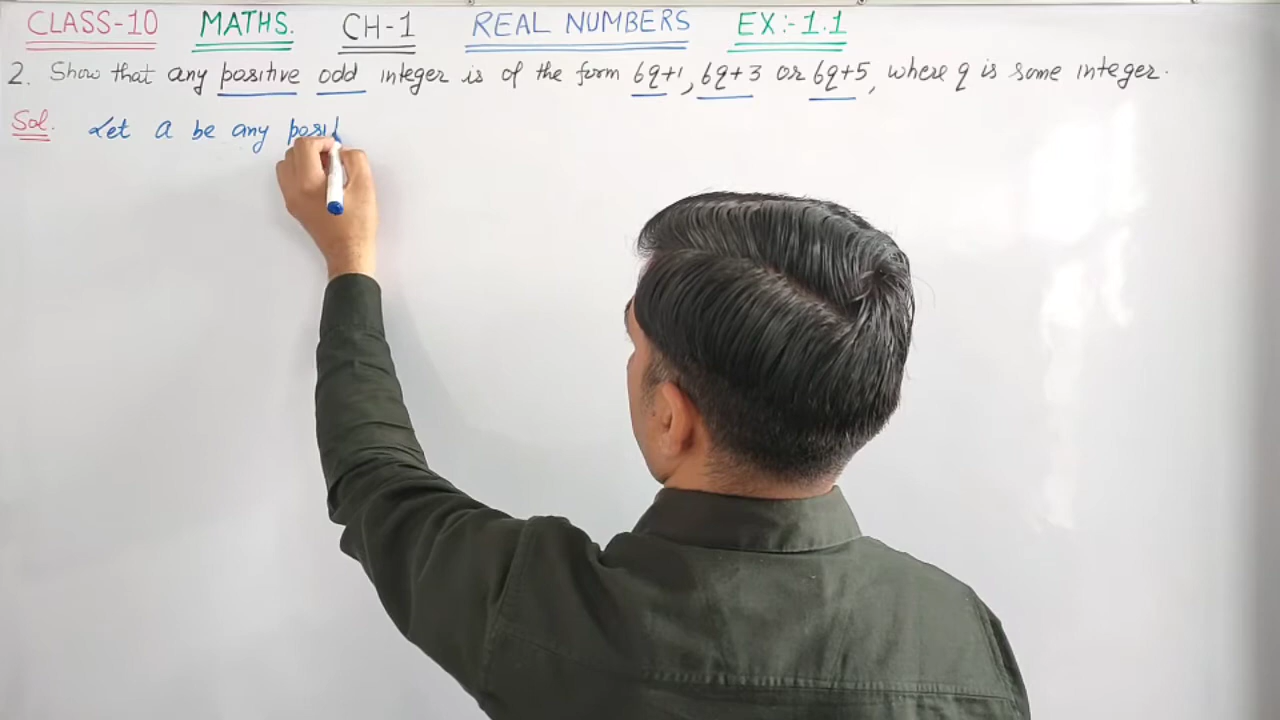 CLASS-10 MATHS. CH-1 REAL NUMBERS EX:-1.1
2. Show that any positive odd integer is of the form 6q+1, 6q+3 or 6q+5, where q is some integer.
Sol. Let a be any posit